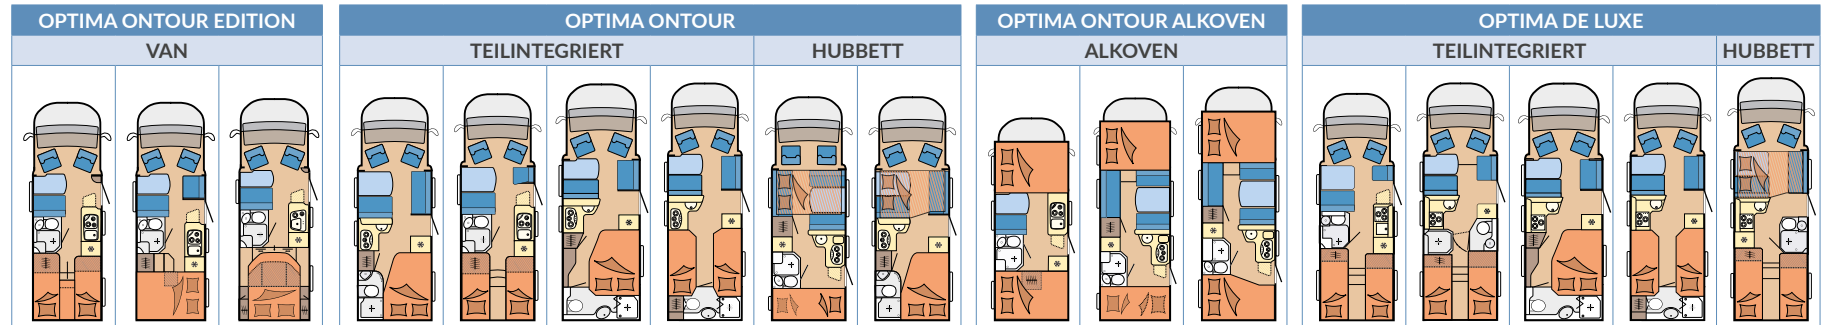 OPTIMA ONTOUR EDITION
VAN
OPTIMA ONTOUR
TEILINTEGRIERT
HUBBETT
OPTIMA ONTOUR ALKOVEN
ALKOVEN
OPTIMA DE LUXE
TEILINTEGRIERT
HUBBETT